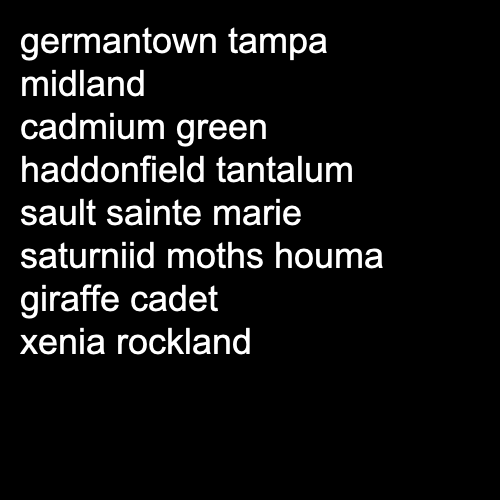 germantown tampa
midland
cadmium green
haddonfield tantalum
sault sainte marie
saturniid moths houma
giraffe cadet
xenia rockland